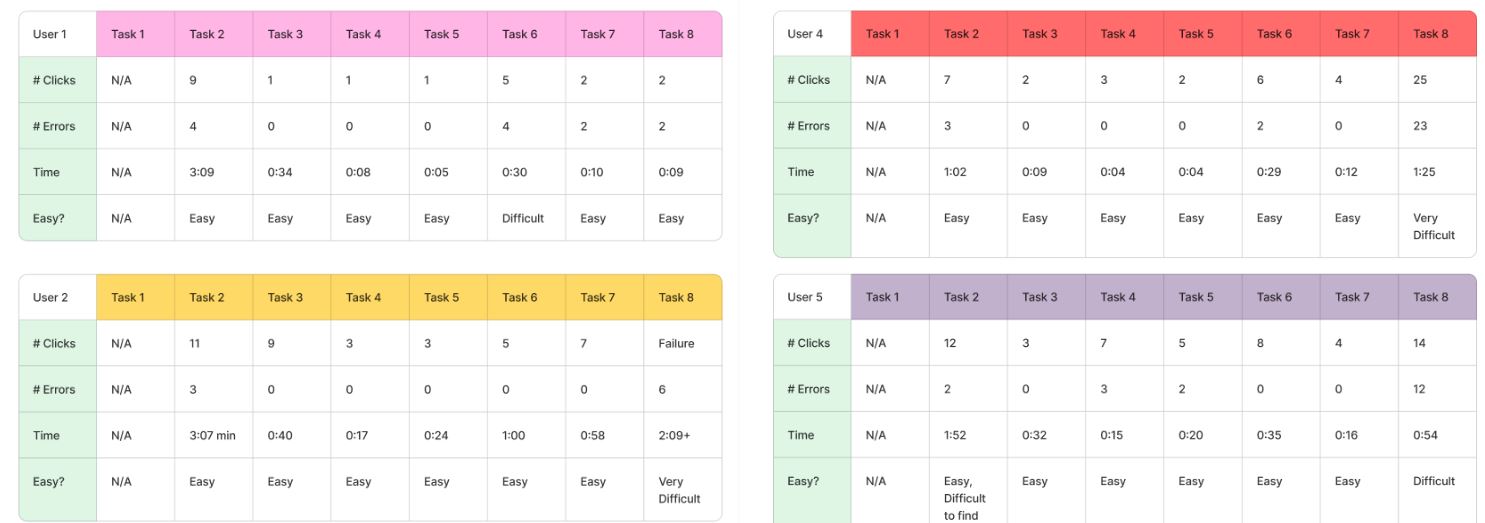 User 1 Task 1 Task 2 Task 3 Task 4 Task 5 Task 6 Task 7 Task 8
# Clicks N/A 9 1 1 1 5 2 2
# Errors N/A 4 0 0 0 4 2 2
Time N/A 3:09 0:34 0:08 0:05 0:30 0:10 0:09
Easy? N/A Easy Easy Easy Easy Difficult Easy Easy
User 2 Task 1 Task 2 Task 3 Task 4 Task 5 Task 6 Task 7 Task 8
# Clicks N/A 11 9 3 3 5 7 Failure
# Errors N/A 3 0 0 0 0 0 6
Time N/A 3:07 min 0:40 0:17 0:24 1:00 0:58 2:09+
Easy? N/A Easy Easy Easy Easy Easy Easy Very
Difficult
User 4 Task 1 Task 2 Task 3 Task 4 Task 5 Task 6 Task 7 Task 8
# Clicks N/A 7 2 3 2 6 4 25
# Errors N/A 3 0 0 0 2 0 23
Time N/A 1:02 0:09 0:04 0:04 0:29 0:12 1:25
Easy? N/A Easy Easy Easy Easy Easy Easy Very
Difficult
User 5 Task 1 Task 2 Task 3 Task 4 Task 5 Task 6 Task 7 Task 8
# Clicks N/A 12 3 7 5 8 4 14
# Errors N/A 2 0 3 2 0 0 12
Time N/A 1:52 0:32 0:15 0:20 0:35 0:16 0:54
Easy? N/A Easy, Easy Easy Easy Easy Easy Difficult
Difficult
to find